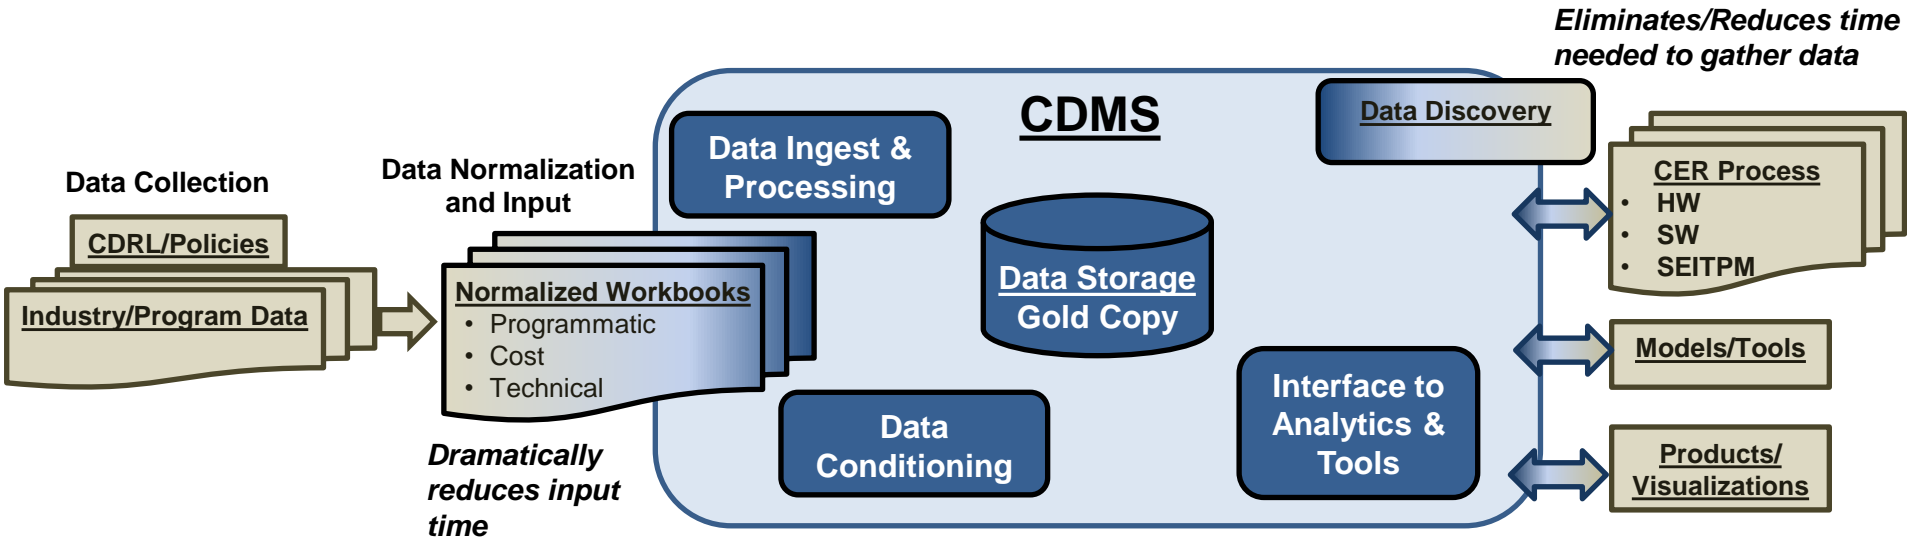 Data Collection
CDRL/Policies
Industry/Program Data
Data Normalization
and Input
Normalized Workbooks
• Programmatic
• Cost
• Technical
Dramatically
reduces input
time
CDMS
Data Ingest &
Processing
Data Storage
Gold Copy
Data
Conditioning
Data Discovery
Interface to
Analytics &
Tools
Eliminates/Reduces time
needed to gather data
CER Process
• HW
• SW
• SEITPM
Models/Tools
Products/
Visualizations